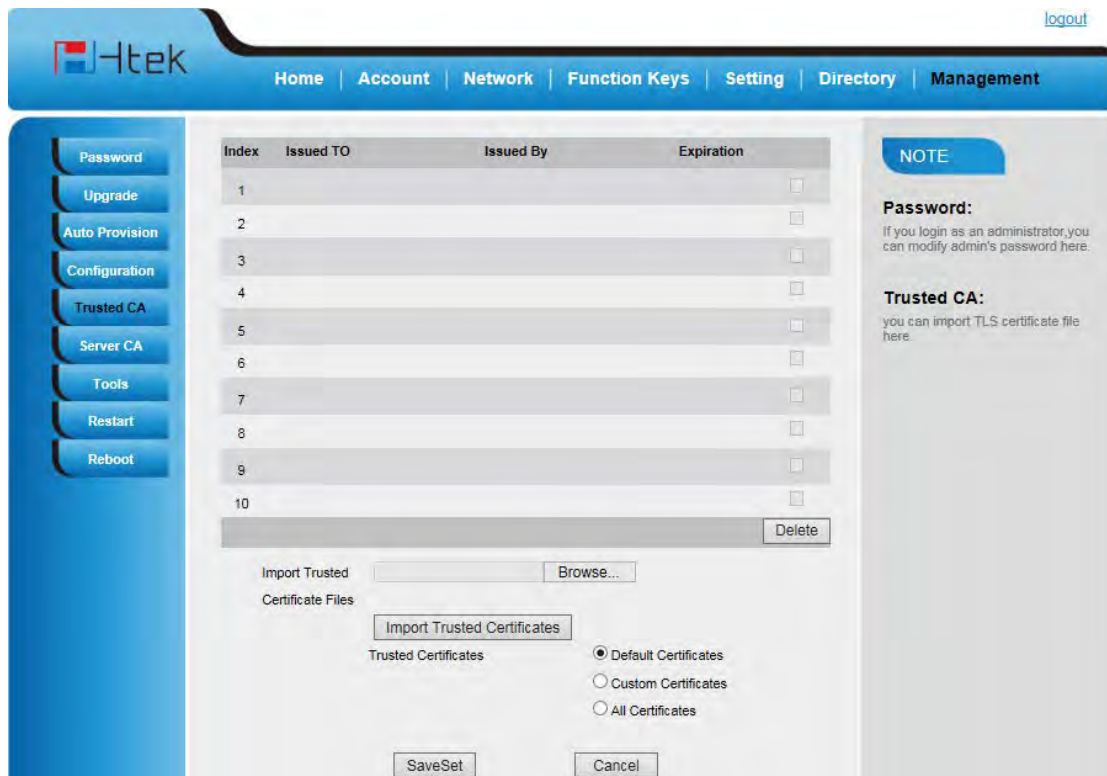 logout
Htek
Home | Account | Network | Function Keys | Setting | Directory | Management
Password
Upgrade
Auto Provision
Configuration
Trusted CA
Server CA
Tools
Restart
Reboot
Index Issued TO Issued By Expiration
1
2
3
4
5
6
7
8
9
10
Delete
Import Trusted Browse...
Certificate Files
Import Trusted Certificates
Trusted Certificates Default Certificates
Custom Certificates
All Certificates
SaveSet Cancel
NOTE
Password:
If you login as an administrator,you
can modify admin's password here.
Trusted CA:
you can import TLS certificate file
here.